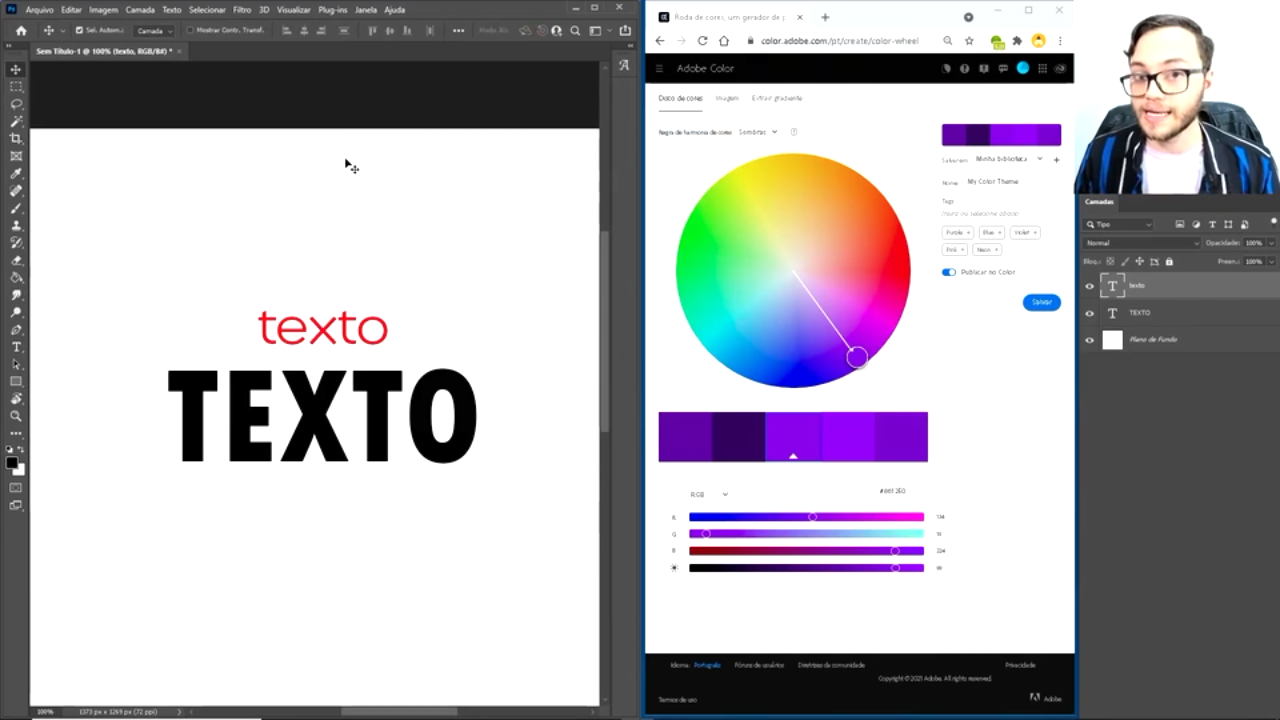 Ps Arquivo Editar Imagem Camada Texto Selecionar Filtro 3D Visualizar Plug-ins Janela Ajuda
Sel. Autom.: Camada Mostrar Contr. Transf.
Sem Título-1 @ 100% (texto, RGB/8#) *
texto
TEXTO
100% 1373 px x 1269 px (72 ppi)
Roda de cores, um gerador de p
color.adobe.com/pt/create/color-wheel
Adobe Color
Disco de cores Imagem Extrair gradiente
Regra de harmonia de cores Sombras
Salvar em Minha biblioteca
Nome My Color Theme
Tags
Purple + Blue + Violet +
Pink + Neon +
Publicar no Color
Salvar
RGB
R
G
B
Idioma: Português Fóruns de usuários Diretrizes da comunidade Privacidade
Copyright © 2021 Adobe. All rights reserved.
Termos de uso Adobe
Camadas
Tipo
Normal Opacidade: 100%
Bloq.: Preen.: 100%
T texto
T TEXTO
Plano de Fundo